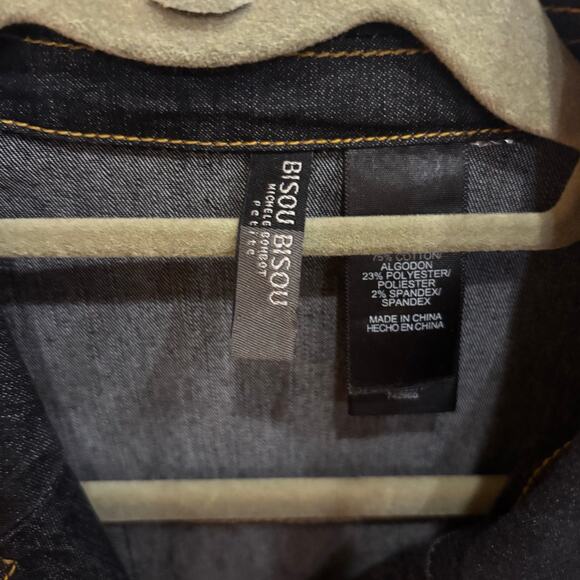 BISOU BISOU
MICHELE BOHBOT
Petite
75% COTTON/
ALGODON
23% POLYESTER/
POLIESTER
2% SPANDEX/
SPANDEX
MADE IN CHINA
HECHO EN CHINA